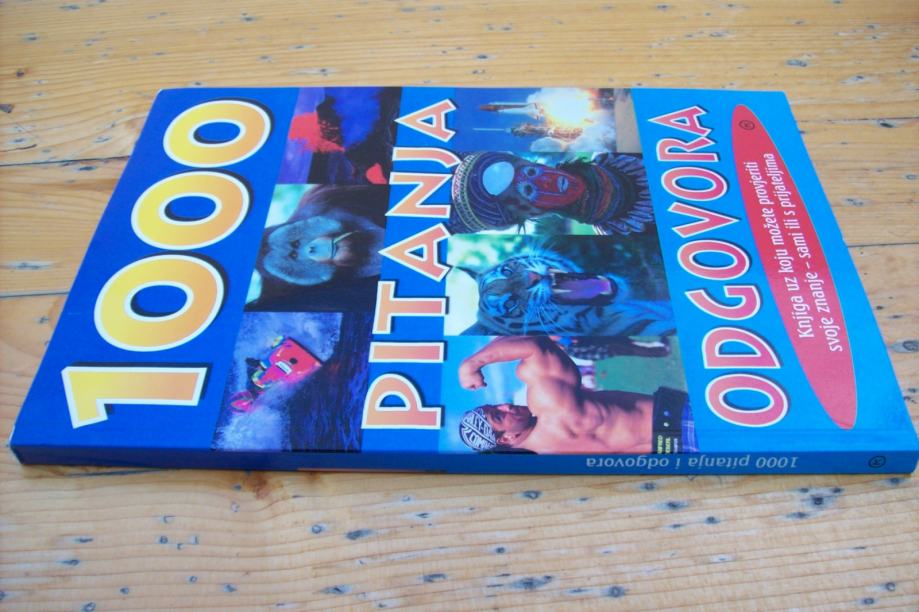 1000
PITANJA
ODGOVORA
Knjiga uz koju možete provjeriti
svoje znanje – sami ili s prijateljima
1000 pitanja i odgovora